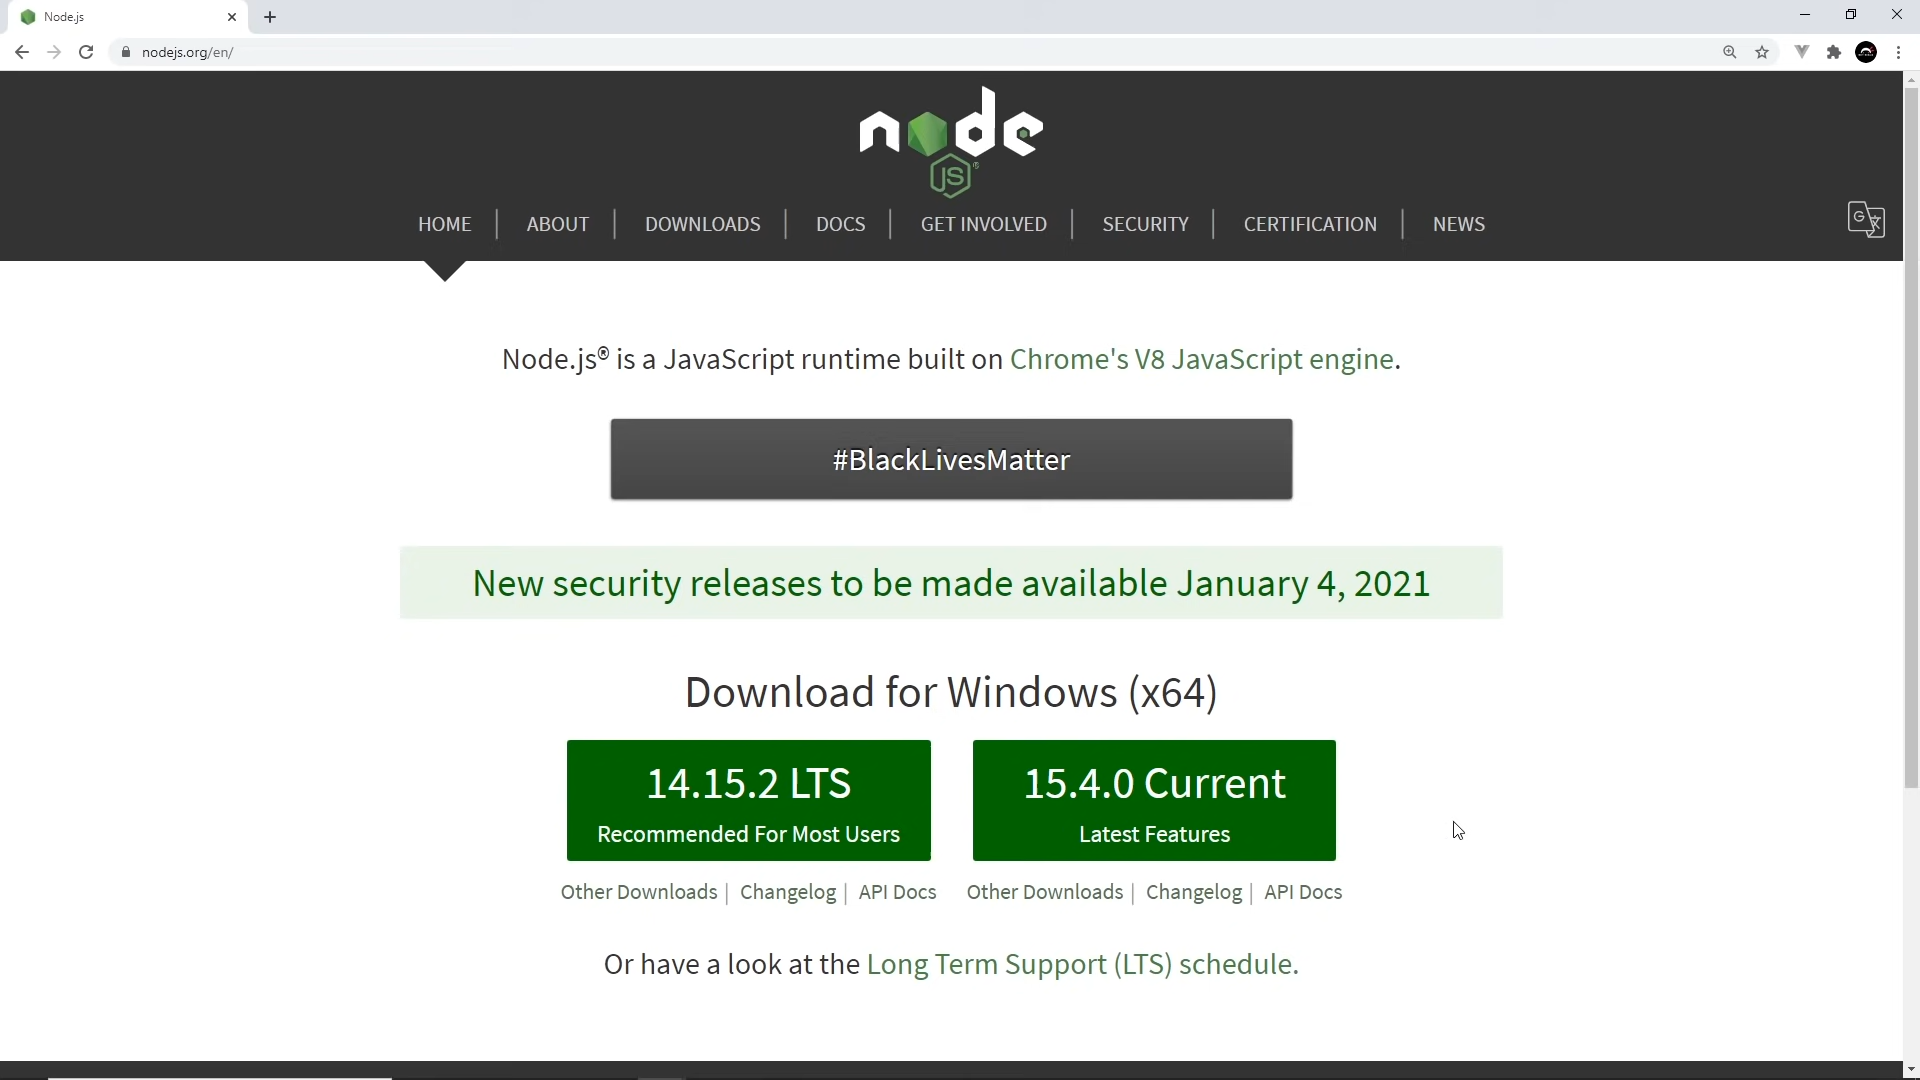 Node.js
nodejs.org/en/
node
JS
HOME ABOUT DOWNLOADS DOCS GET INVOLVED SECURITY CERTIFICATION NEWS
Node.js® is a JavaScript runtime built on Chrome's V8 JavaScript engine.
#BlackLivesMatter
New security releases to be made available January 4, 2021
Download for Windows (x64)
14.15.2 LTS
Recommended For Most Users
15.4.0 Current
Latest Features
Other Downloads | Changelog | API Docs
Other Downloads | Changelog | API Docs
Or have a look at the Long Term Support (LTS) schedule.